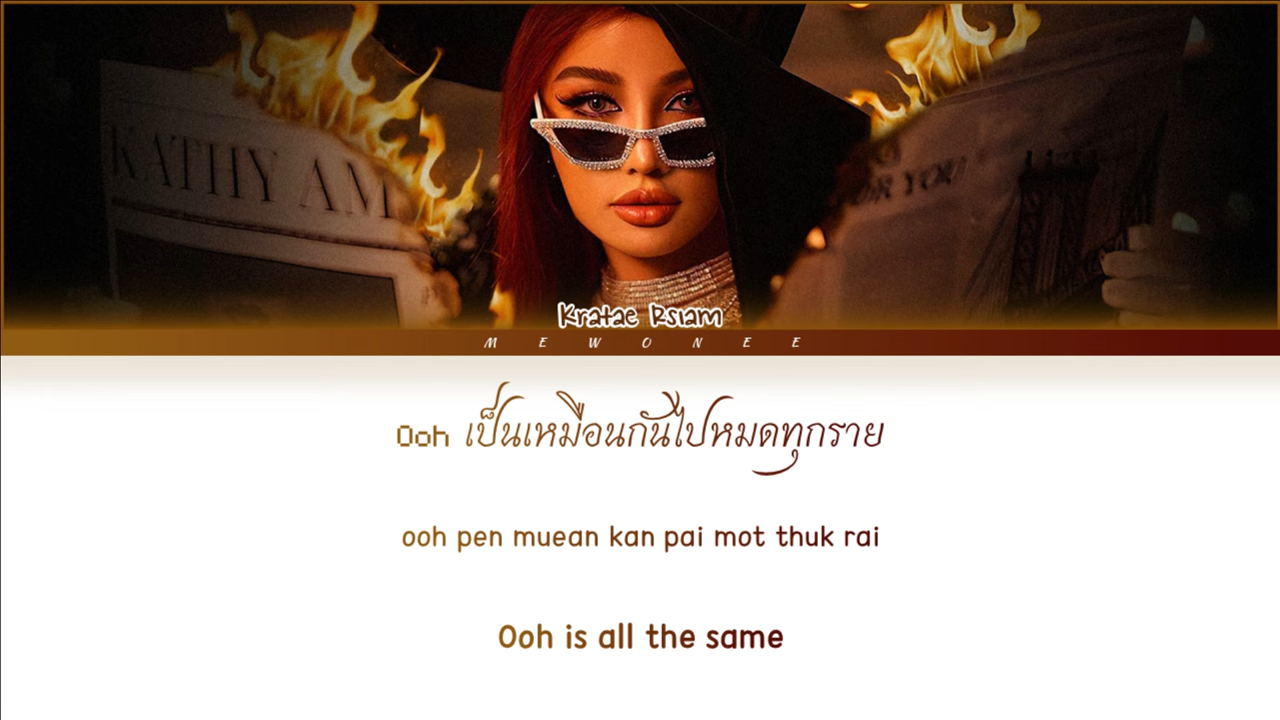 KATHY AM
OR YOU
Kratae Rsiam
M E W O N E E
Ooh เป็นเหมือนกันไปหมดทุกราย
ooh pen muean kan pai mot thuk rai
Ooh is all the same